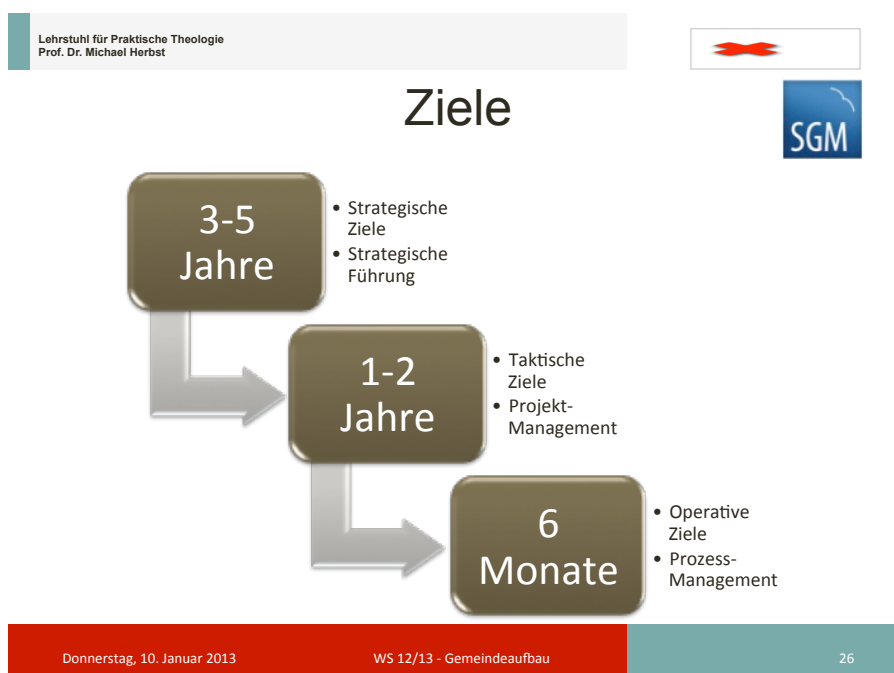 Lehrstuhl für Praktische Theologie
Prof. Dr. Michael Herbst
Ziele
SGM
3-5
Jahre
• Strategische
Ziele
• Strategische
Führung
1-2
Jahre
• Taktische
Ziele
• Projekt-
Management
6
Monate
• Operative
Ziele
• Prozess-
Management
Donnerstag, 10. Januar 2013
WS 12/13 - Gemeindeaufbau
26